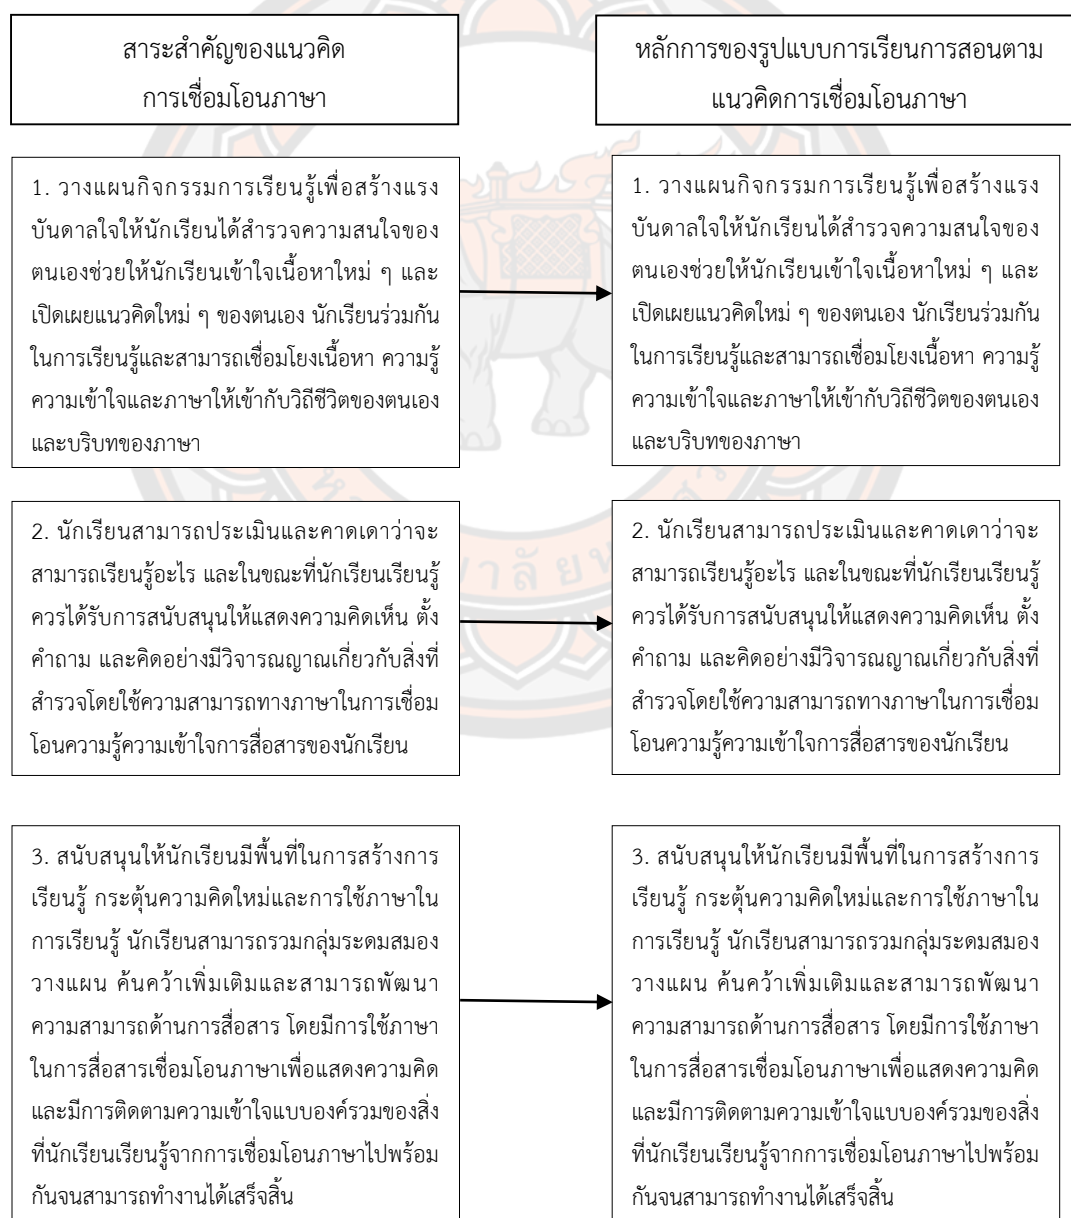 สาระสำคัญของแนวคิด
การเชื่อมโอนภาษา
หลักการของรูปแบบการเรียนการสอนตาม
แนวคิดการเชื่อมโอนภาษา
1. วางแผนกิจกรรมการเรียนรู้เพื่อสร้างแรง
บันดาลใจให้นักเรียนได้สำรวจความสนใจของ
ตนเองช่วยให้นักเรียนเข้าใจเนื้อหาใหม่ ๆ และ
เปิดเผยแนวคิดใหม่ ๆ ของตนเอง นักเรียนร่วมกัน
ในการเรียนรู้และสามารถเชื่อมโยงเนื้อหา ความรู้
ความเข้าใจและภาษาให้เข้ากับวิถีชีวิตของตนเอง
และบริบทของภาษา
1. วางแผนกิจกรรมการเรียนรู้เพื่อสร้างแรง
บันดาลใจให้นักเรียนได้สำรวจความสนใจของ
ตนเองช่วยให้นักเรียนเข้าใจเนื้อหาใหม่ ๆ และ
เปิดเผยแนวคิดใหม่ ๆ ของตนเอง นักเรียนร่วมกัน
ในการเรียนรู้และสามารถเชื่อมโยงเนื้อหา ความรู้
ความเข้าใจและภาษาให้เข้ากับวิถีชีวิตของตนเอง
และบริบทของภาษา
2. นักเรียนสามารถประเมินและคาดเดาว่าจะ
สามารถเรียนรู้อะไร และในขณะที่นักเรียนเรียนรู้
ควรได้รับการสนับสนุนให้แสดงความคิดเห็น ตั้ง
คำถาม และคิดอย่างมีวิจารณญาณเกี่ยวกับสิ่งที่
สำรวจโดยใช้ความสามารถทางภาษาในการเชื่อม
โอนความรู้ความเข้าใจการสื่อสารของนักเรียน
2. นักเรียนสามารถประเมินและคาดเดาว่าจะ
สามารถเรียนรู้อะไร และในขณะที่นักเรียนเรียนรู้
ควรได้รับการสนับสนุนให้แสดงความคิดเห็น ตั้ง
คำถาม และคิดอย่างมีวิจารณญาณเกี่ยวกับสิ่งที่
สำรวจโดยใช้ความสามารถทางภาษาในการเชื่อม
โอนความรู้ความเข้าใจการสื่อสารของนักเรียน
3. สนับสนุนให้นักเรียนมีพื้นที่ในการสร้างการ
เรียนรู้ กระตุ้นความคิดใหม่และการใช้ภาษาใน
การเรียนรู้ นักเรียนสามารถรวมกลุ่มระดมสมอง
วางแผน ค้นคว้าเพิ่มเติมและสามารถพัฒนา
ความสามารถด้านการสื่อสาร โดยมีการใช้ภาษา
ในการสื่อสารเชื่อมโอนภาษาเพื่อแสดงความคิด
และมีการติดตามความเข้าใจแบบองค์รวมของสิ่ง
ที่นักเรียนเรียนรู้จากการเชื่อมโอนภาษาไปพร้อม
กันจนสามารถทำงานได้เสร็จสิ้น
3. สนับสนุนให้นักเรียนมีพื้นที่ในการสร้างการ
เรียนรู้ กระตุ้นความคิดใหม่และการใช้ภาษาใน
การเรียนรู้ นักเรียนสามารถรวมกลุ่มระดมสมอง
วางแผน ค้นคว้าเพิ่มเติมและสามารถพัฒนา
ความสามารถด้านการสื่อสาร โดยมีการใช้ภาษา
ในการสื่อสารเชื่อมโอนภาษาเพื่อแสดงความคิด
และมีการติดตามความเข้าใจแบบองค์รวมของสิ่ง
ที่นักเรียนเรียนรู้จากการเชื่อมโอนภาษาไปพร้อม
กันจนสามารถทำงานได้เสร็จสิ้น